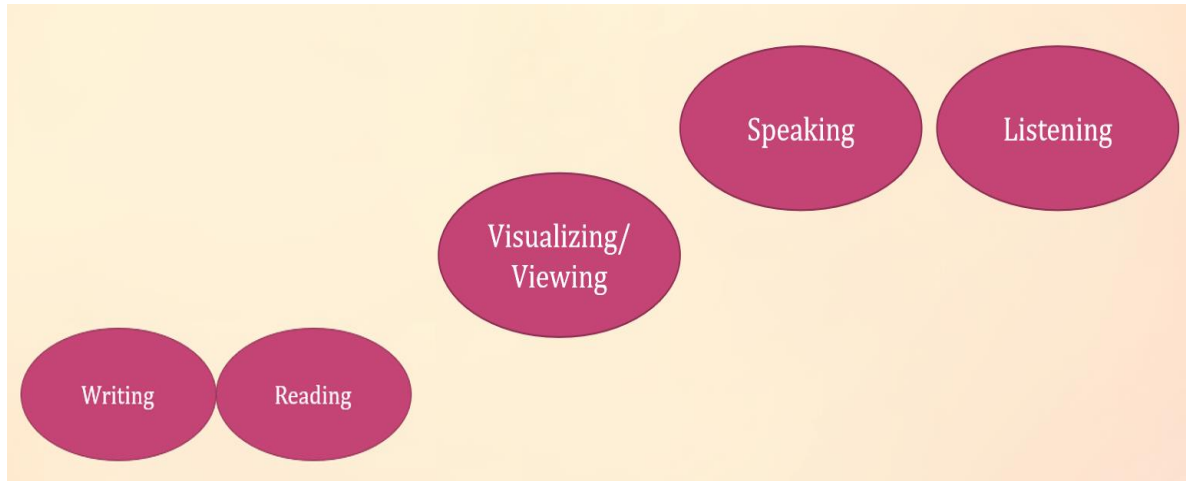 Speaking
Listening
Visualizing/
Viewing
Writing
Reading